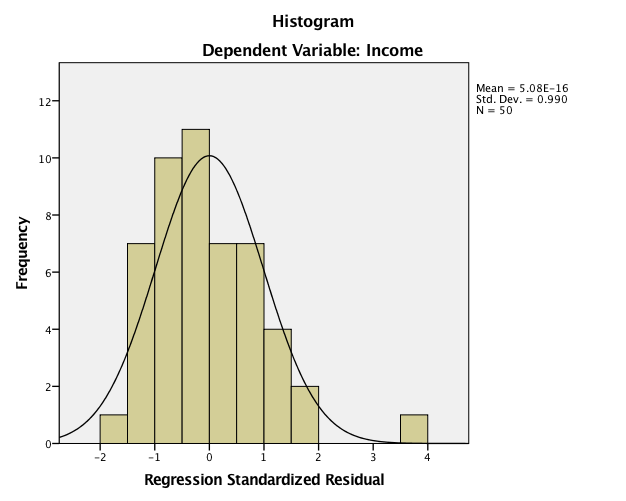 Histogram
Dependent Variable: Income
Mean = 5.08E-16
Std. Dev. = 0.990
N = 50
Frequency
12
10
8
6
4
2
0
-2 -1 0 1 2 3 4
Regression Standardized Residual